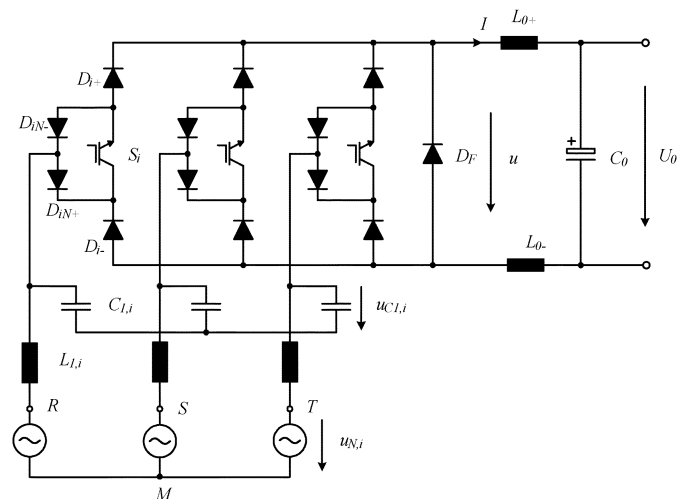 I
L0+
Di+
DiN-
Si
DF
u
+
C0
U0
DiN+
Di-
L0-
C1,i
uC1,i
L1,i
R
S
T
uN,i
M